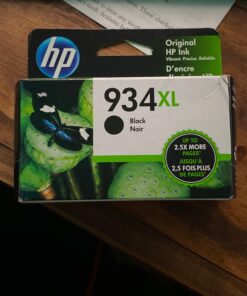 hp
Original
HP Ink
Vibrant. Precise. Reliable.
D'encre
934XL
Black
Noir
UP TO
2.5X MORE
PAGES*
JUSQU'À
2,5 FOIS PLUS
DE PAGES*